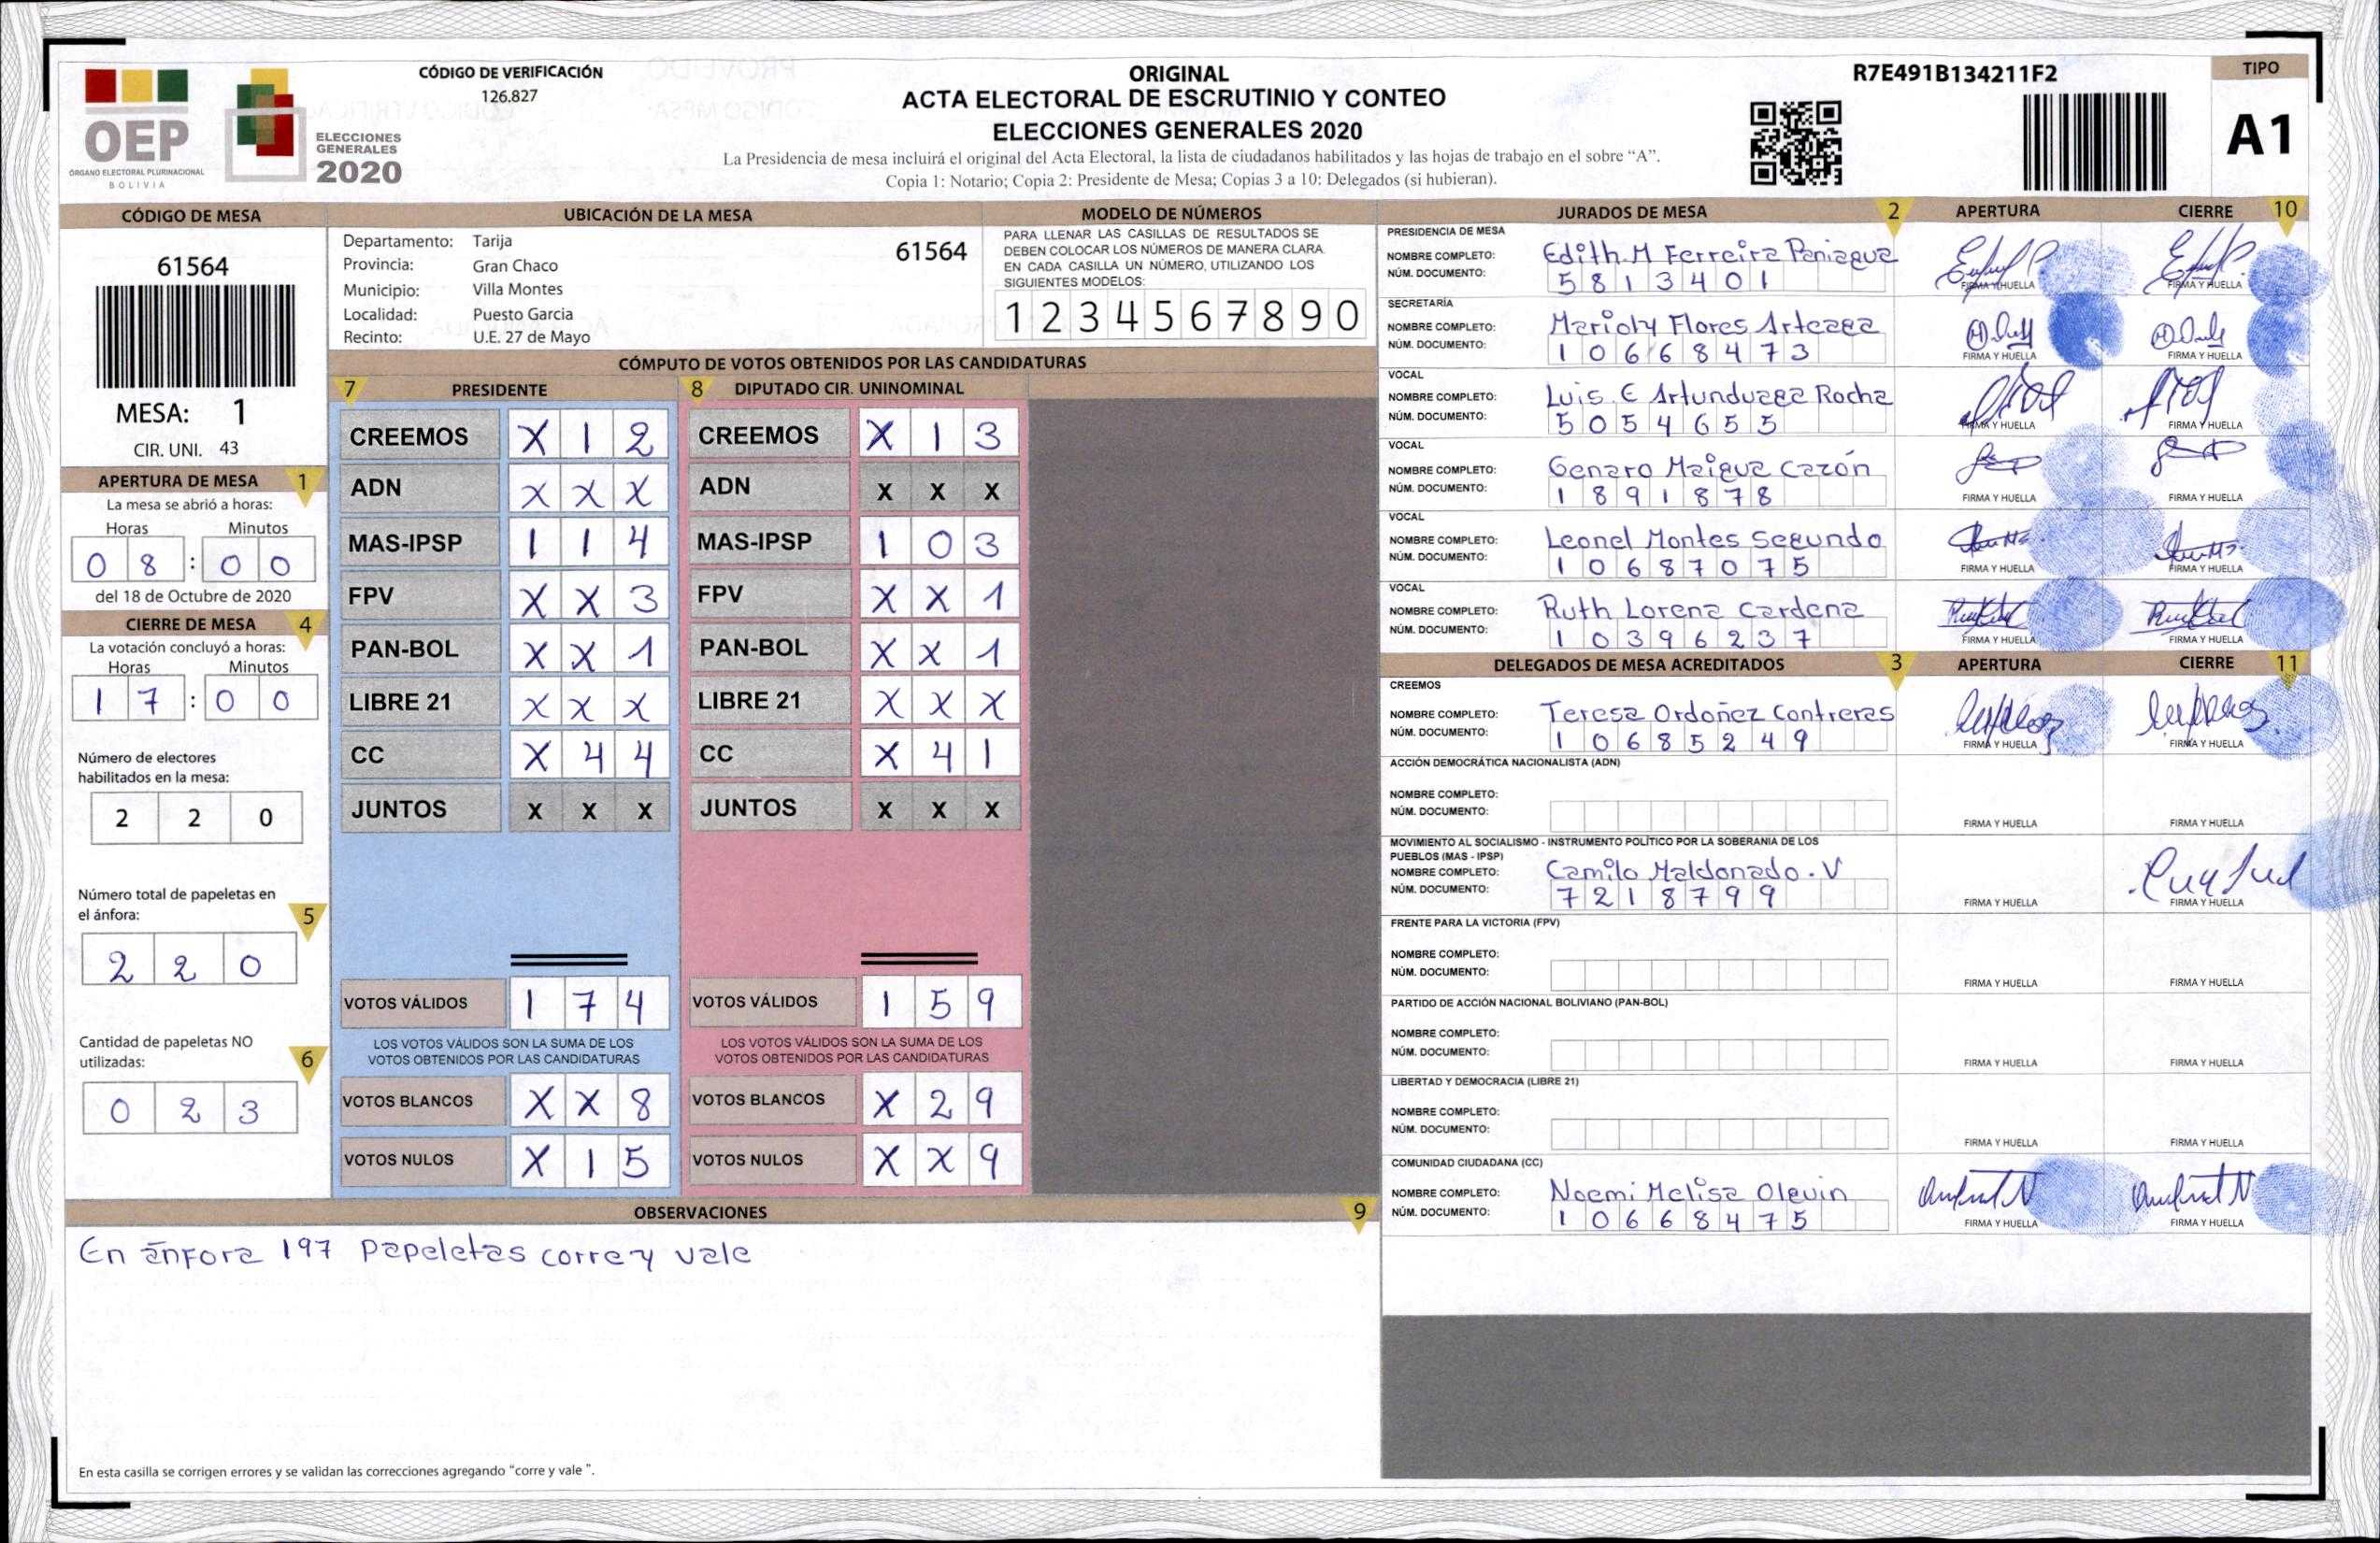 OEP
ÓRGANO ELECTORAL PLURINACIONAL
BOLIVIA
ELECCIONES
GENERALES
2020
CÓDIGO DE VERIFICACIÓN
126.827
ORIGINAL
ACTA ELECTORAL DE ESCRUTINIO Y CONTEO
ELECCIONES GENERALES 2020
La Presidencia de mesa incluirá el original del Acta Electoral, la lista de ciudadanos habilitados y las hojas de trabajo en el sobre “A”.
Copia 1: Notario; Copia 2: Presidente de Mesa; Copias 3 a 10: Delegados (si hubieran).
R7E491B134211F2
TIPO
A1
CÓDIGO DE MESA
61564
MESA: 1
CIR. UNI. 43
APERTURA DE MESA 1
La mesa se abrió a horas:
Horas Minutos
0 8 : 0 0
del 18 de Octubre de 2020
CIERRE DE MESA 4
La votación concluyó a horas:
Horas Minutos
1 7 : 0 0
Número de electores
habilitados en la mesa:
2 2 0
Número total de papeletas en
el ánfora: 5
2 2 0
Cantidad de papeletas NO
utilizadas: 6
0 2 3
UBICACIÓN DE LA MESA
Departamento: Tarija 61564
Provincia: Gran Chaco
Municipio: Villa Montes
Localidad: Puesto Garcia
Recinto: U.E. 27 de Mayo
MODELO DE NÚMEROS
PARA LLENAR LAS CASILLAS DE RESULTADOS SE
DEBEN COLOCAR LOS NÚMEROS DE MANERA CLARA
EN CADA CASILLA UN NÚMERO, UTILIZANDO LOS
SIGUIENTES MODELOS:
1 2 3 4 5 6 7 8 9 0
CÓMPUTO DE VOTOS OBTENIDOS POR LAS CANDIDATURAS
7 PRESIDENTE 8 DIPUTADO CIR. UNINOMINAL
CREEMOS X 1 2 CREEMOS X 1 3
ADN X X X ADN X X X
MAS-IPSP 1 1 4 MAS-IPSP 1 0 3
FPV X X 3 FPV X X 1
PAN-BOL X X 1 PAN-BOL X X 1
LIBRE 21 X X X LIBRE 21 X X X
CC X 4 4 CC X 4 1
JUNTOS X X X JUNTOS X X X
VOTOS VÁLIDOS 1 7 4 VOTOS VÁLIDOS 1 5 9
LOS VOTOS VÁLIDOS SON LA SUMA DE LOS LOS VOTOS VÁLIDOS SON LA SUMA DE LOS
VOTOS OBTENIDOS POR LAS CANDIDATURAS VOTOS OBTENIDOS POR LAS CANDIDATURAS
VOTOS BLANCOS X X 8 VOTOS BLANCOS X 2 9
VOTOS NULOS X 1 5 VOTOS NULOS X X 9
OBSERVACIONES 9
En ánfora 197 papeletas corre y vale
En esta casilla se corrigen errores y se validan las correcciones agregando “corre y vale ”.
JURADOS DE MESA 2 APERTURA CIERRE 10
PRESIDENCIA DE MESA
NOMBRE COMPLETO: Edith.M Ferreira Paniagua
NÚM. DOCUMENTO: 5 8 1 3 4 0 1 FIRMA Y HUELLA FIRMA Y HUELLA
SECRETARÍA
NOMBRE COMPLETO: Marioly Flores Arteaga
NÚM. DOCUMENTO: 1 0 6 6 8 4 7 3 FIRMA Y HUELLA FIRMA Y HUELLA
VOCAL
NOMBRE COMPLETO: Luis. E Artunduaga Rocha
NÚM. DOCUMENTO: 5 0 5 4 6 5 5 FIRMA Y HUELLA FIRMA Y HUELLA
VOCAL
NOMBRE COMPLETO: Genaro Maigua Cazón
NÚM. DOCUMENTO: 1 8 9 1 8 7 8 FIRMA Y HUELLA FIRMA Y HUELLA
VOCAL
NOMBRE COMPLETO: Leonel Montes Segundo
NÚM. DOCUMENTO: 1 0 6 8 7 0 7 5 FIRMA Y HUELLA FIRMA Y HUELLA
VOCAL
NOMBRE COMPLETO: Ruth Lorena Cardena
NÚM. DOCUMENTO: 1 0 3 9 6 2 3 7 FIRMA Y HUELLA FIRMA Y HUELLA
DELEGADOS DE MESA ACREDITADOS 3 APERTURA CIERRE 11
CREEMOS
NOMBRE COMPLETO: Teresa Ordoñez Contreras
NÚM. DOCUMENTO: 1 0 6 8 5 2 4 9 FIRMA Y HUELLA FIRMA Y HUELLA
ACCIÓN DEMOCRÁTICA NACIONALISTA (ADN)
NOMBRE COMPLETO:
NÚM. DOCUMENTO: FIRMA Y HUELLA FIRMA Y HUELLA
MOVIMIENTO AL SOCIALISMO - INSTRUMENTO POLÍTICO POR LA SOBERANIA DE LOS
PUEBLOS (MAS - IPSP)
NOMBRE COMPLETO: Camilo Maldonado . V
NÚM. DOCUMENTO: 7 2 1 8 7 9 9 FIRMA Y HUELLA FIRMA Y HUELLA
FRENTE PARA LA VICTORIA (FPV)
NOMBRE COMPLETO:
NÚM. DOCUMENTO: FIRMA Y HUELLA FIRMA Y HUELLA
PARTIDO DE ACCIÓN NACIONAL BOLIVIANO (PAN-BOL)
NOMBRE COMPLETO:
NÚM. DOCUMENTO: FIRMA Y HUELLA FIRMA Y HUELLA
LIBERTAD Y DEMOCRACIA (LIBRE 21)
NOMBRE COMPLETO:
NÚM. DOCUMENTO: FIRMA Y HUELLA FIRMA Y HUELLA
COMUNIDAD CIUDADANA (CC)
NOMBRE COMPLETO: Noemi Melisa Olguin
NÚM. DOCUMENTO: 1 0 6 6 8 4 7 5 FIRMA Y HUELLA FIRMA Y HUELLA